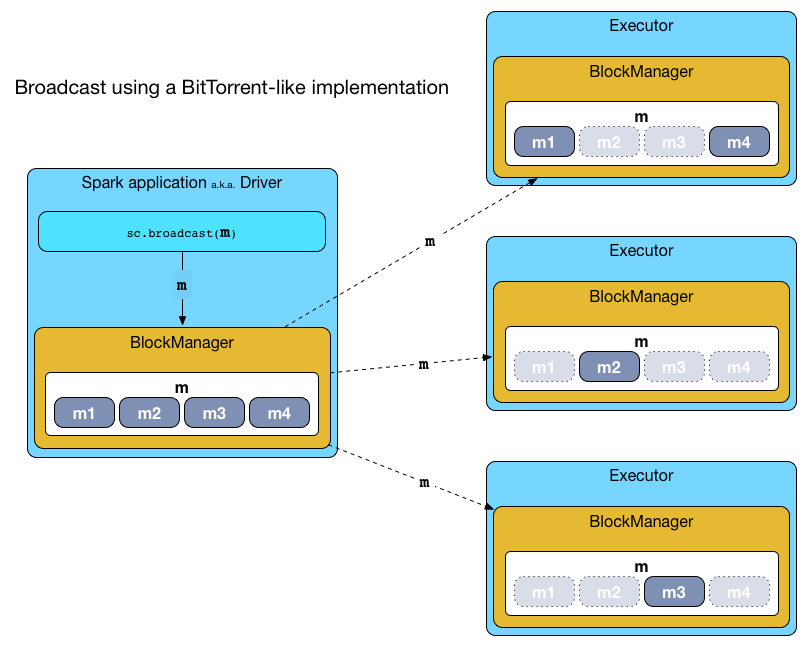 Broadcast using a BitTorrent-like implementation
Spark application a.k.a. Driver
sc.broadcast(m)
m
BlockManager
m
m1 m2 m3 m4
m
m
m
Executor
BlockManager
m
m1 m2 m3 m4
Executor
BlockManager
m
m1 m2 m3 m4
Executor
BlockManager
m
m1 m2 m3 m4